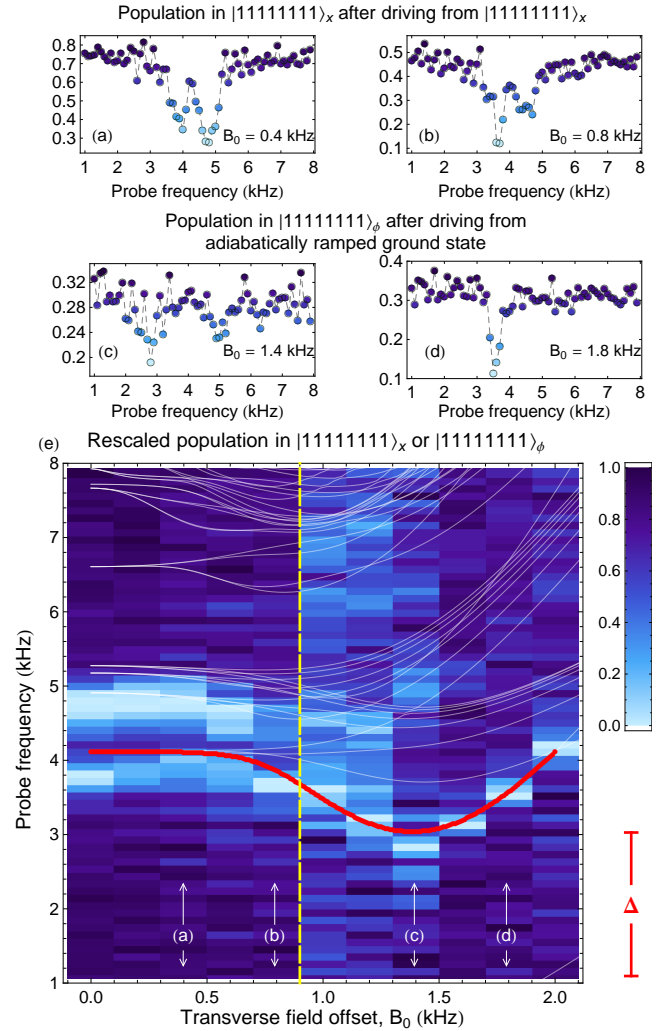 Population in |11111111⟩x after driving from |11111111⟩x
0.8
0.7
0.6
0.5
0.4
0.3
(a)
B0 = 0.4 kHz
1 2 3 4 5 6 7 8
Probe frequency (kHz)
0.5
0.4
0.3
0.2
0.1
(b)
B0 = 0.8 kHz
1 2 3 4 5 6 7 8
Probe frequency (kHz)
Population in |11111111⟩ϕ after driving from
adiabatically ramped ground state
0.32
0.28
0.24
0.2
(c)
B0 = 1.4 kHz
1 2 3 4 5 6 7 8
Probe frequency (kHz)
0.4
0.3
0.2
0.1
(d)
B0 = 1.8 kHz
1 2 3 4 5 6 7 8
Probe frequency (kHz)
(e) Rescaled population in |11111111⟩x or |11111111⟩ϕ
8
7
6
5
4
3
2
1
Probe frequency (kHz)
(a)
(b)
(c)
(d)
0.0 0.5 1.0 1.5 2.0
Transverse field offset, B0 (kHz)
1.0
0.8
0.6
0.4
0.2
0.0
Δ